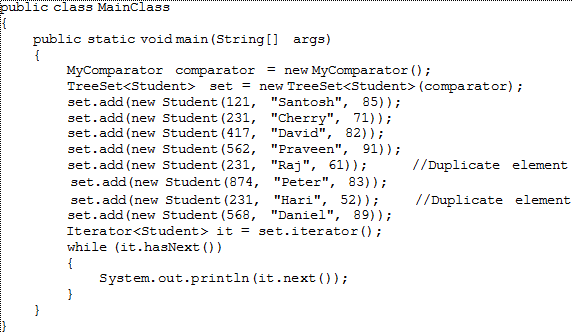 public class MainClass
{
    public static void main(String[] args)
    {
        MyComparator comparator = new MyComparator();
        TreeSet<Student> set = new TreeSet<Student>(comparator);
        set.add(new Student(121, "Santosh", 85));
        set.add(new Student(231, "Cherry", 71));
        set.add(new Student(417, "David", 82));
        set.add(new Student(562, "Praveen", 91));
        set.add(new Student(231, "Raj", 61));      //Duplicate element
        set.add(new Student(874, "Peter", 83));
        set.add(new Student(231, "Hari", 52));     //Duplicate element
        set.add(new Student(568, "Daniel", 89));
        Iterator<Student> it = set.iterator();
        while (it.hasNext())
        {
            System.out.println(it.next());
        }
    }
}